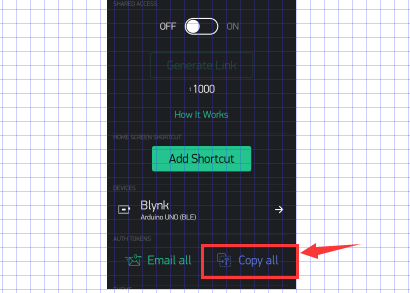 SHARED ACCESS
OFF ON
Generate Link
1000
How It Works
HOME SCREEN SHORTCUT
Add Shortcut
DEVICES
Blynk
Arduino UNO (BLE)
AUTH TOKENS
Email all
Copy all